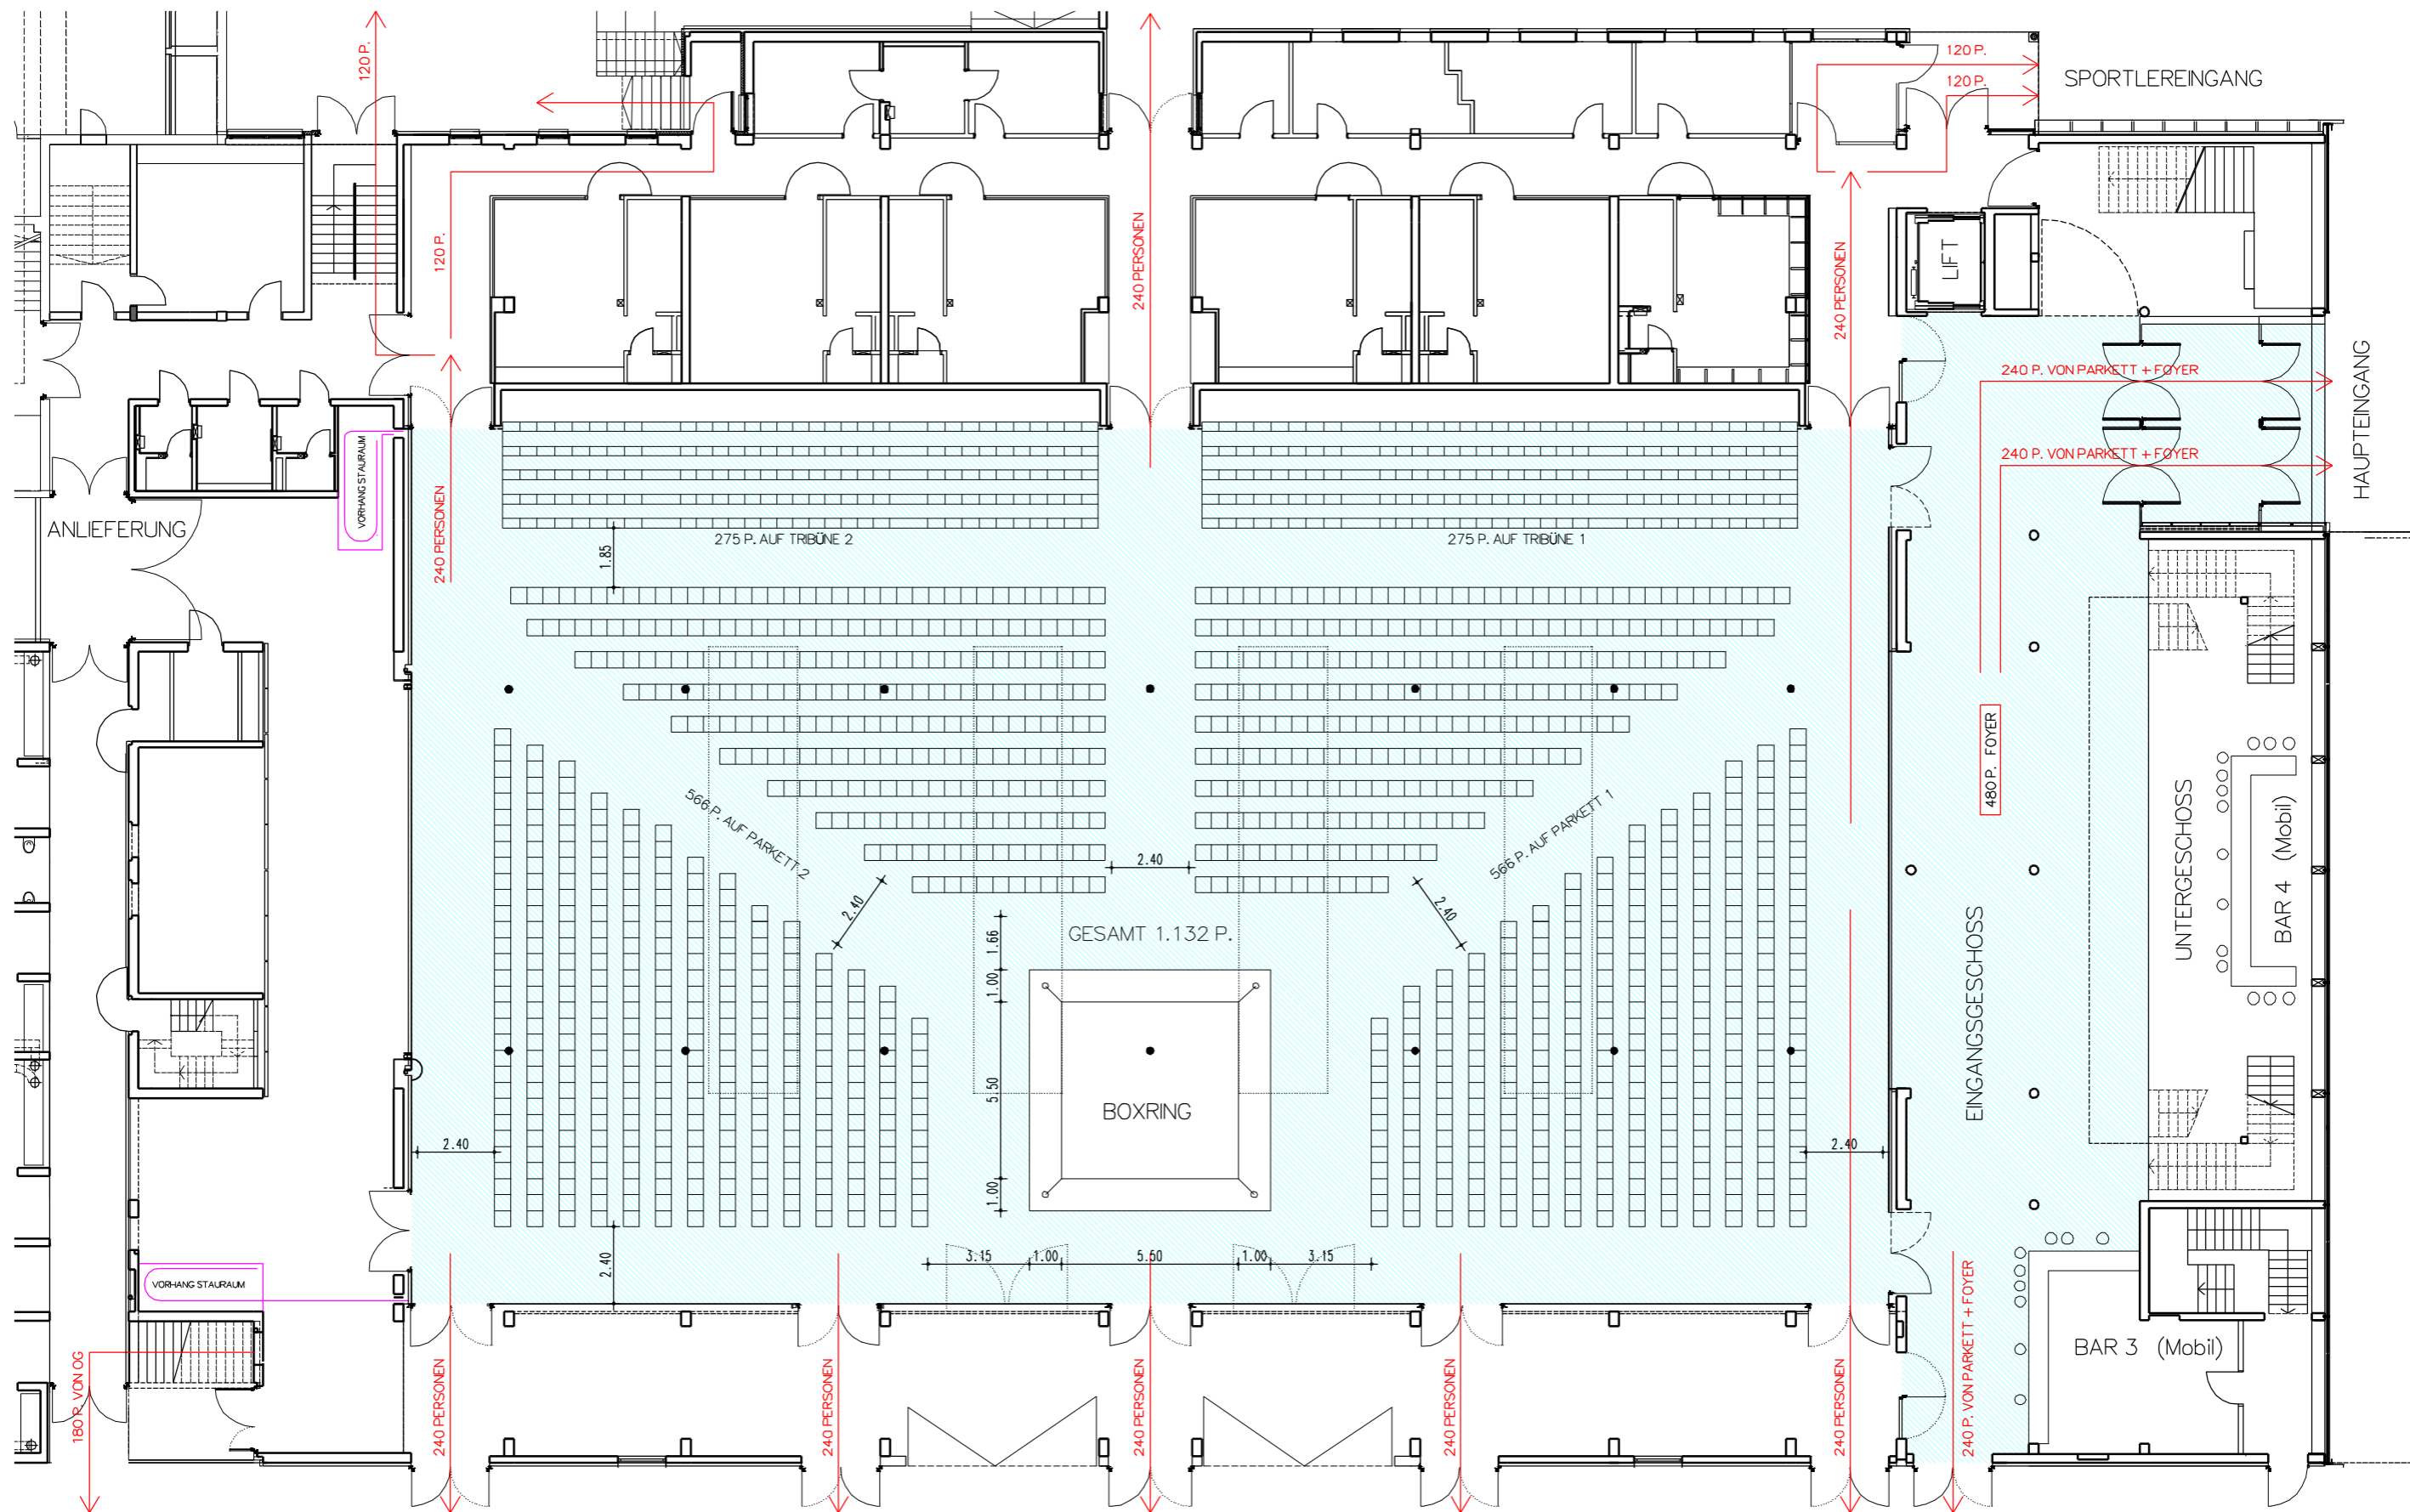 120 P.
120 P.
120 P.
SPORTLEREINGANG
120 P.
240 PERSONEN
240 PERSONEN
LIFT
240 P. VON PARKETT + FOYER
240 P. VON PARKETT + FOYER
HAUPTEINGANG
VORHANG STAURAUM
ANLIEFERUNG
240 PERSONEN
275 P. AUF TRIBÜNE 2
275 P. AUF TRIBÜNE 1
1.85
480 P. FOYER
566 P. AUF PARKETT 2
566 P. AUF PARKETT 1
2.40
2.40
2.40
GESAMT 1.132 P.
1.66
1.00
5.50
1.00
BOXRING
EINGANGSGESCHOSS
UNTERGESCHOSS
BAR 4 (Mobil)
2.40
2.40
2.40
3.15
1.00
5.50
1.00
3.15
VORHANG STAURAUM
180 P. VON OG
240 PERSONEN
240 PERSONEN
240 PERSONEN
240 PERSONEN
240 PERSONEN
240 P. VON PARKETT + FOYER
BAR 3 (Mobil)